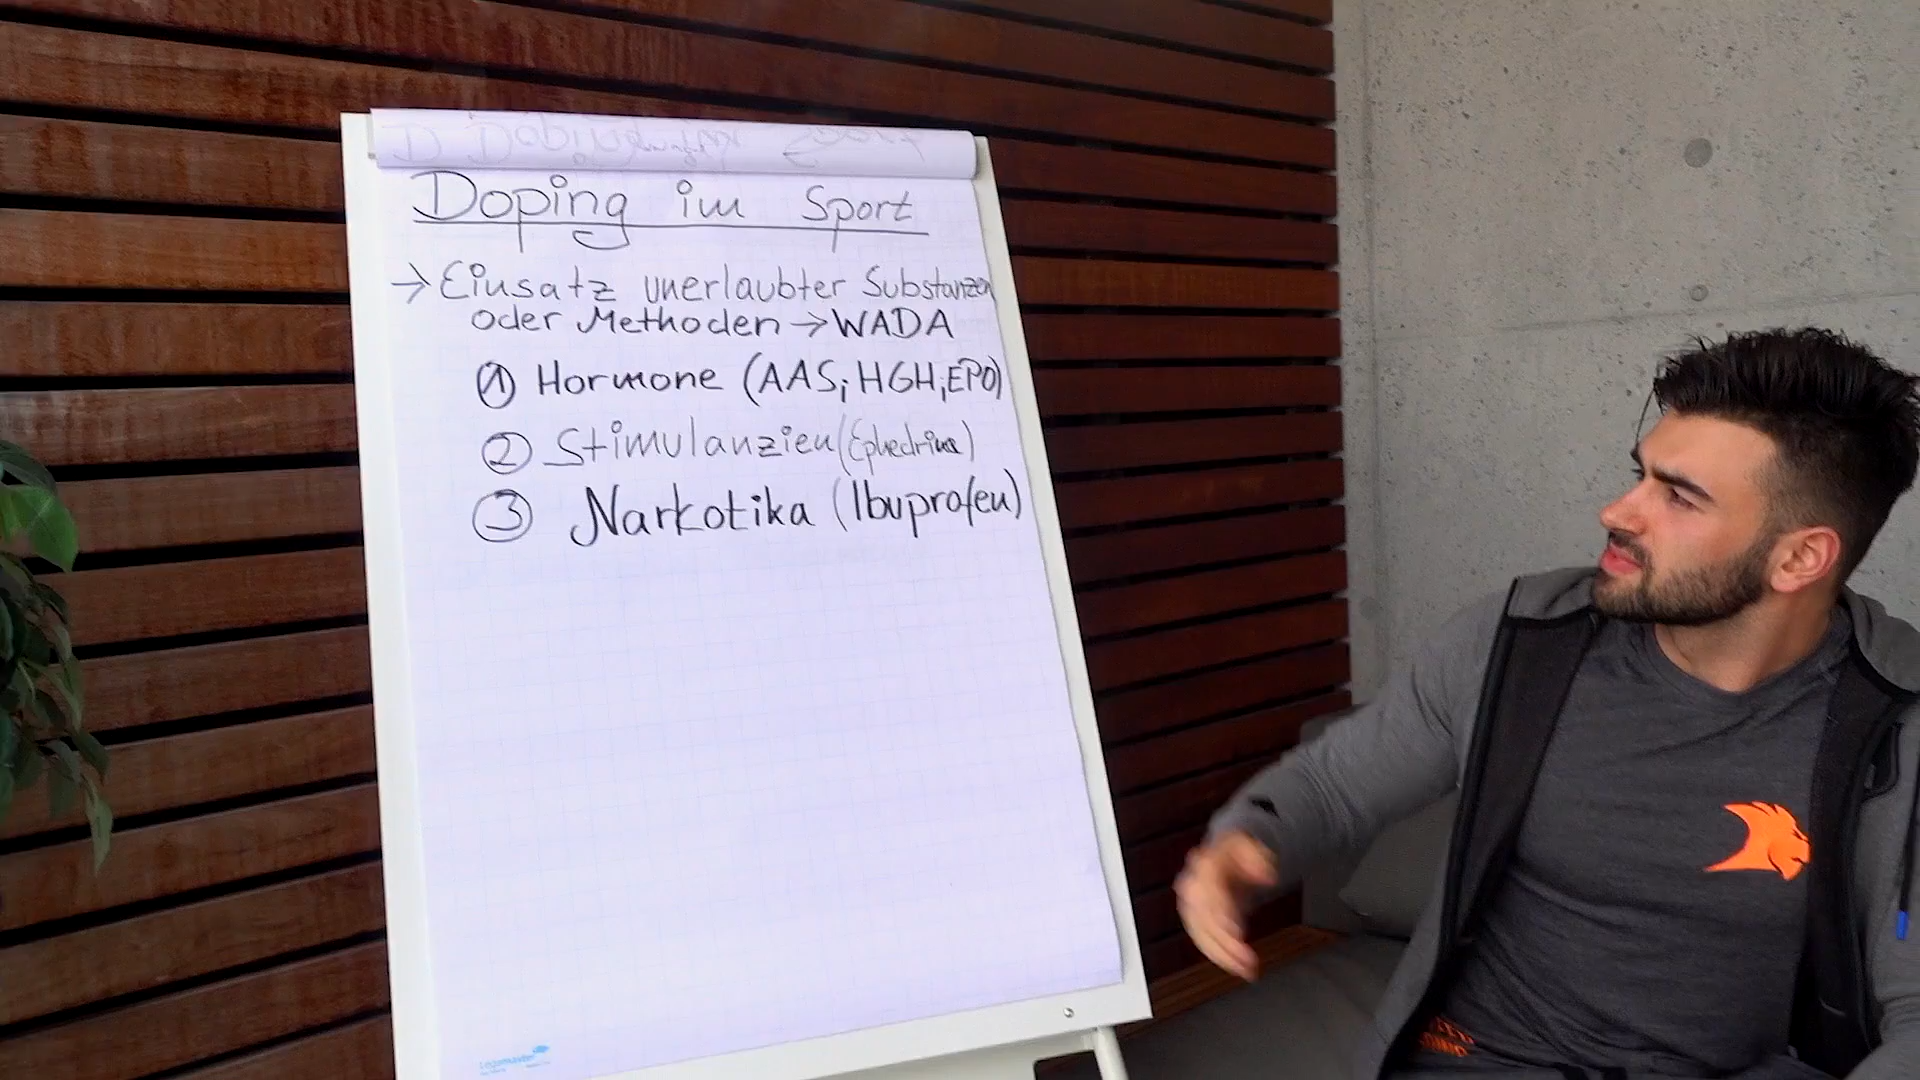 Doping im Sport
→ Einsatz unerlaubter Substanzen
oder Methoden → WADA
① Hormone (AAS; HGH; EPO)
② Stimulanzien (Ephedrine)
③ Narkotika (Ibuprofen)
Legamaster